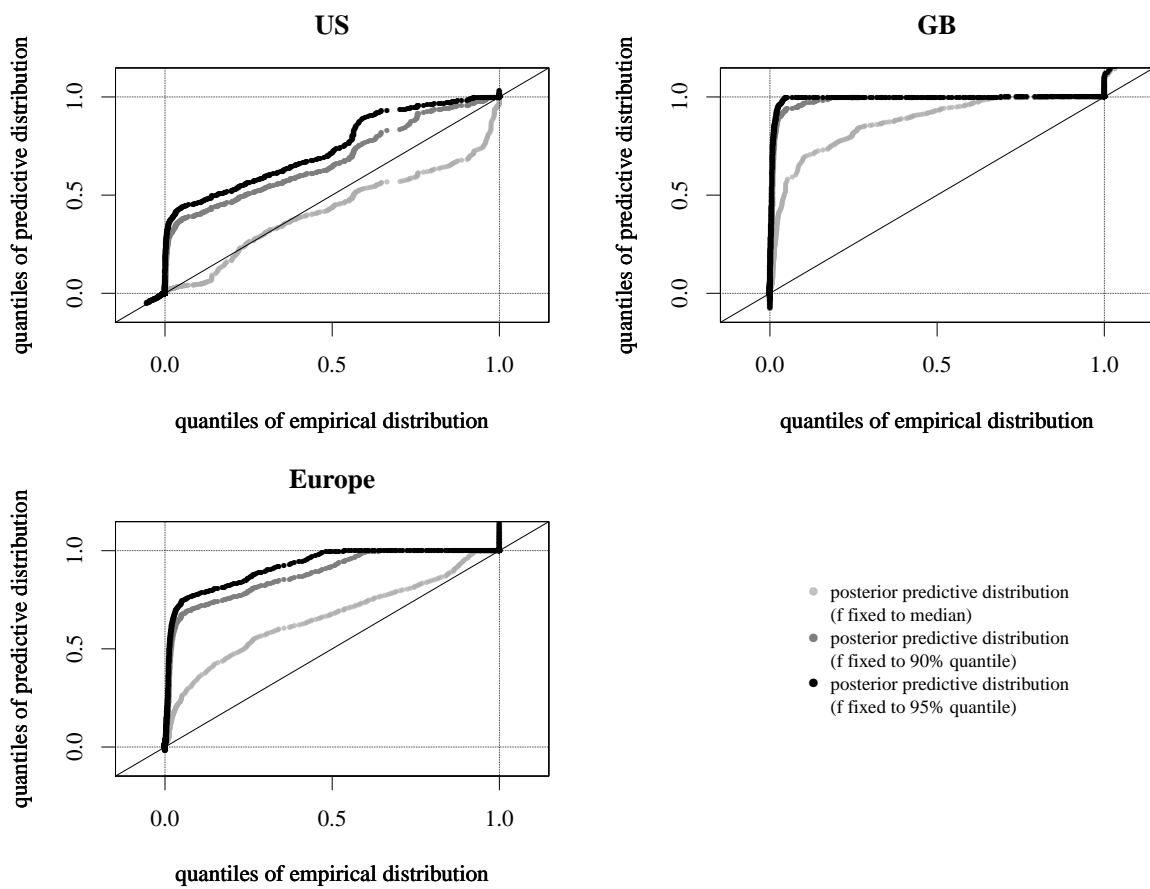 US
quantiles of predictive distribution
0.0 0.5 1.0
0.0 0.5 1.0
quantiles of empirical distribution
GB
quantiles of predictive distribution
0.0 0.5 1.0
0.0 0.5 1.0
quantiles of empirical distribution
Europe
quantiles of predictive distribution
0.0 0.5 1.0
0.0 0.5 1.0
quantiles of empirical distribution
posterior predictive distribution
(f fixed to median)
posterior predictive distribution
(f fixed to 90% quantile)
posterior predictive distribution
(f fixed to 95% quantile)